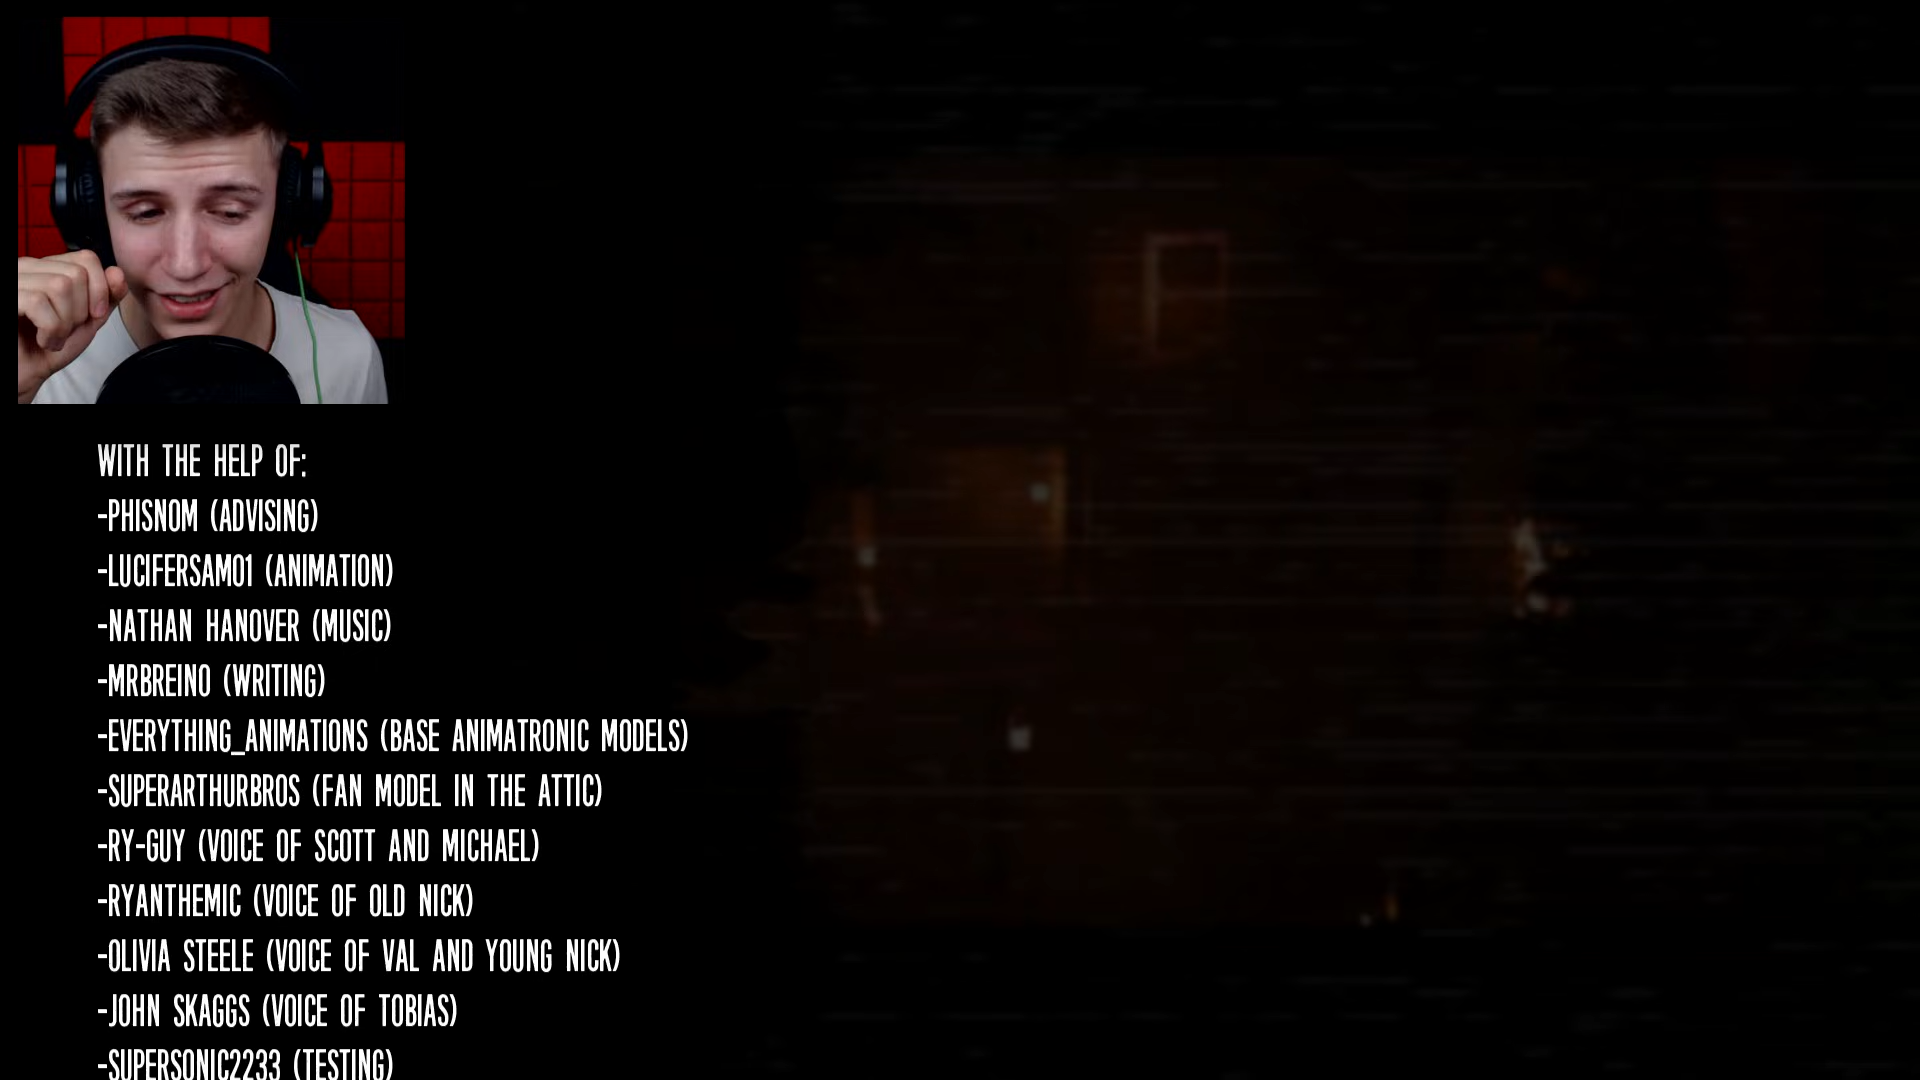 WITH THE HELP OF:
-PHISNOM (ADVISING)
-LUCIFERSAM01 (ANIMATION)
-NATHAN HANOVER (MUSIC)
-MRBREINO (WRITING)
-EVERYTHING_ANIMATIONS (BASE ANIMATRONIC MODELS)
-SUPERARTHURBROS (FAN MODEL IN THE ATTIC)
-RY-GUY (VOICE OF SCOTT AND MICHAEL)
-RYANTHEMIC (VOICE OF OLD NICK)
-OLIVIA STEELE (VOICE OF VAL AND YOUNG NICK)
-JOHN SKAGGS (VOICE OF TOBIAS)
-SUPERSONIC2233 (TESTING)